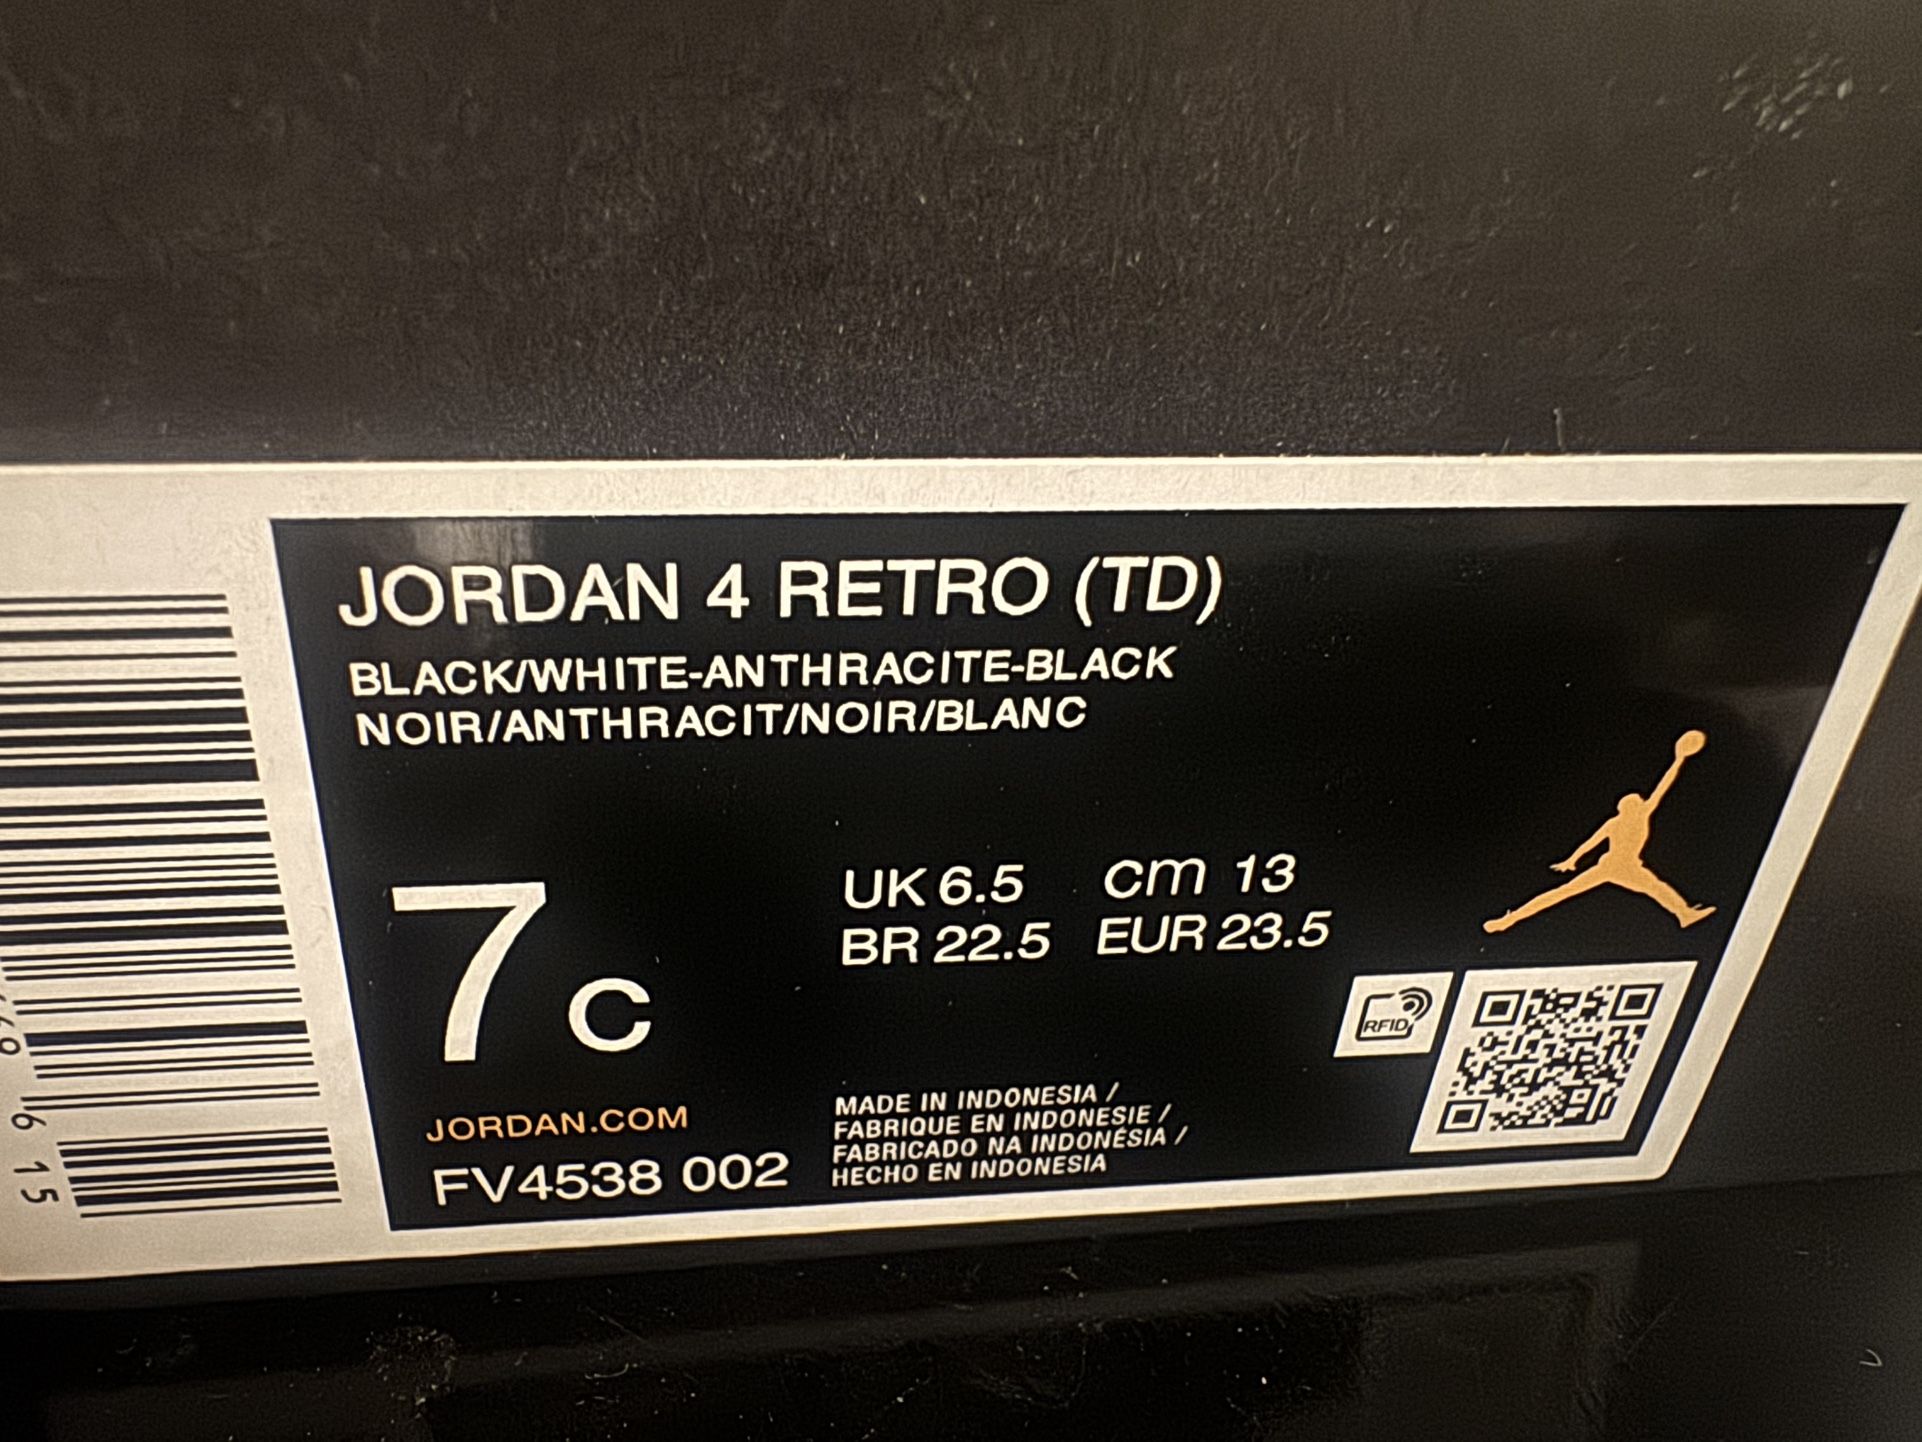 JORDAN 4 RETRO (TD)
BLACK/WHITE-ANTHRACITE-BLACK
NOIR/ANTHRACIT/NOIR/BLANC
7C
UK 6.5 cm 13
BR 22.5 EUR 23.5
RFID
JORDAN.COM
FV4538 002
MADE IN INDONESIA /
FABRIQUE EN INDONESIE /
FABRICADO NA INDONÉSIA /
HECHO EN INDONESIA
6 15